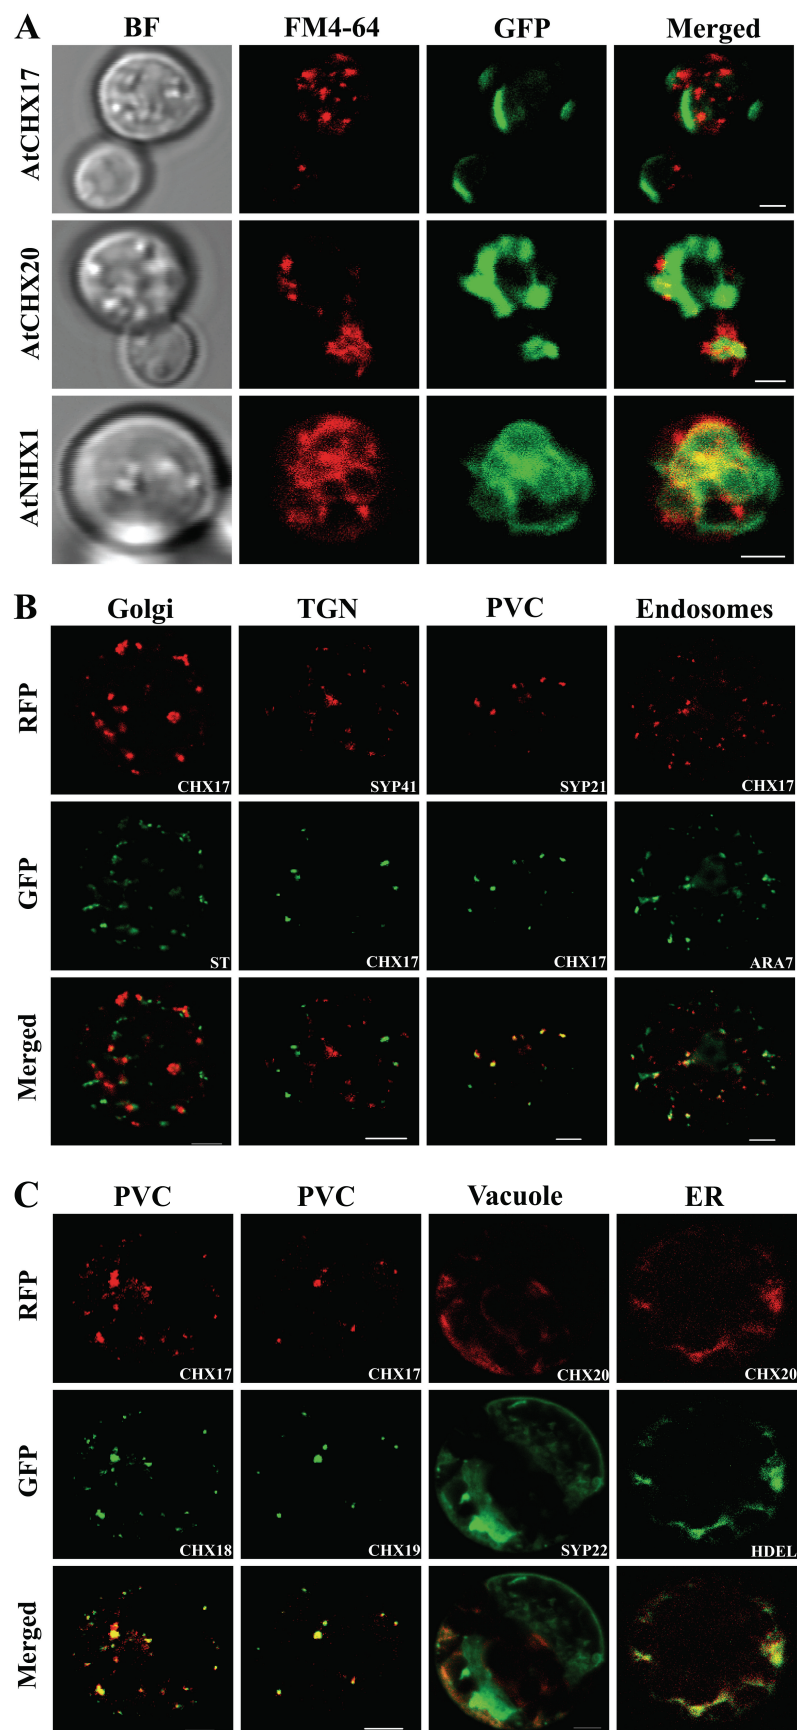 A BF FM4-64 GFP Merged
AtCHX17
AtCHX20
AtNHX1
B Golgi TGN PVC Endosomes
RFP
CHX17 SYP41 SYP21 CHX17
GFP
ST CHX17 CHX17 ARA7
Merged
C PVC PVC Vacuole ER
RFP
CHX17 CHX17 CHX20 CHX20
GFP
CHX18 CHX19 SYP22 HDEL
Merged